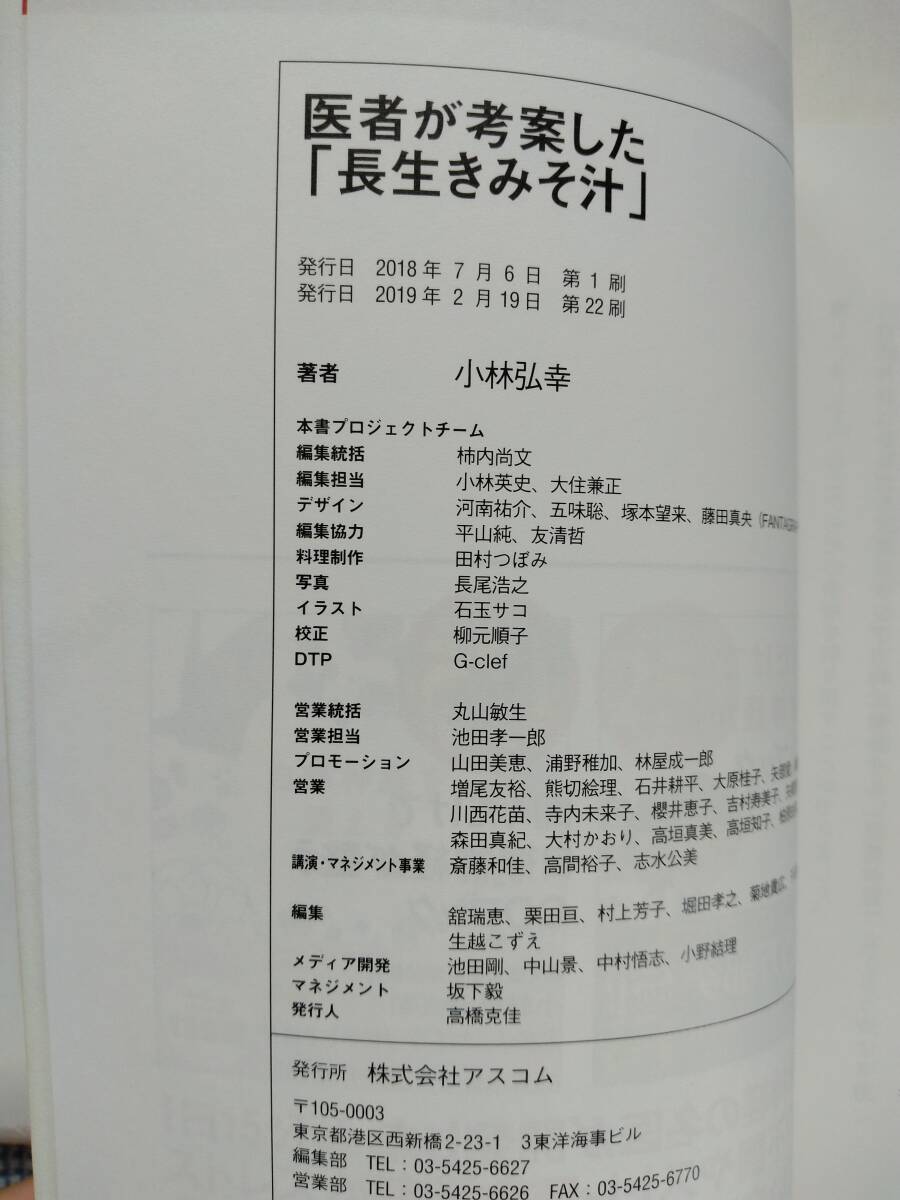 医者が考案した
「長生きみそ汁」
発行日 2018年 7月 6日 第 1 刷
発行日 2019年 2月19日 第22刷
著者 小林弘幸
本書プロジェクトチーム
編集統括 柿内尚文
編集担当 小林英史、大住兼正
デザイン 河南祐介、五味聡、塚本望来、藤田真央（FANTAGRA
編集協力 平山純、友清哲
料理制作 田村つぼみ
写真 長尾浩之
イラスト 石玉サコ
校正 柳元順子
DTP G-clef
営業統括 丸山敏生
営業担当 池田孝一郎
プロモーション 山田美恵、浦野稚加、林屋成一郎
営業 増尾友裕、熊切絵理、石井耕平、大原桂子、
川西花苗、寺内未来子、櫻井恵子、吉村寿美子、
森田真紀、大村かおり、高垣真美、高垣知子、
講演・マネジメント事業 斎藤和佳、高間裕子、志水公美
編集 舘瑞恵、栗田亘、村上芳子、堀田孝之、菊地貴広、
生越こずえ
メディア開発 池田剛、中山景、中村悟志、小野結理
マネジメント 坂下毅
発行人 高橋克佳
発行所 株式会社アスコム
〒105-0003
東京都港区西新橋2-23-1 3東洋海事ビル
編集部 TEL：03-5425-6627
営業部 TEL：03-5425-6626 FAX：03-5425-6770